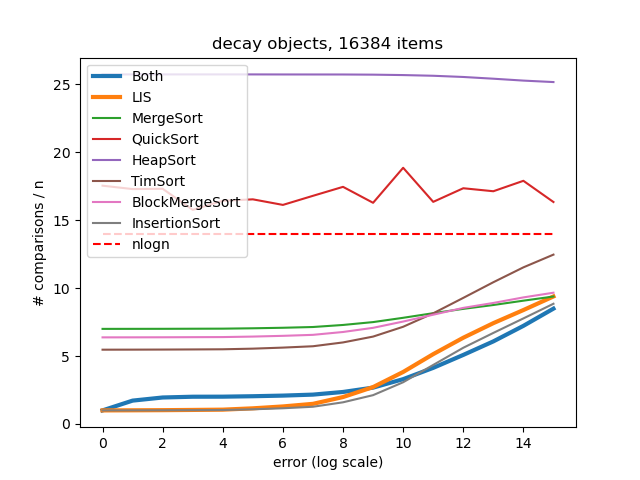 decay objects, 16384 items
# comparisons / n
25
20
15
10
5
0
Both
LIS
MergeSort
QuickSort
HeapSort
TimSort
BlockMergeSort
InsertionSort
nlogn
0 2 4 6 8 10 12 14
error (log scale)